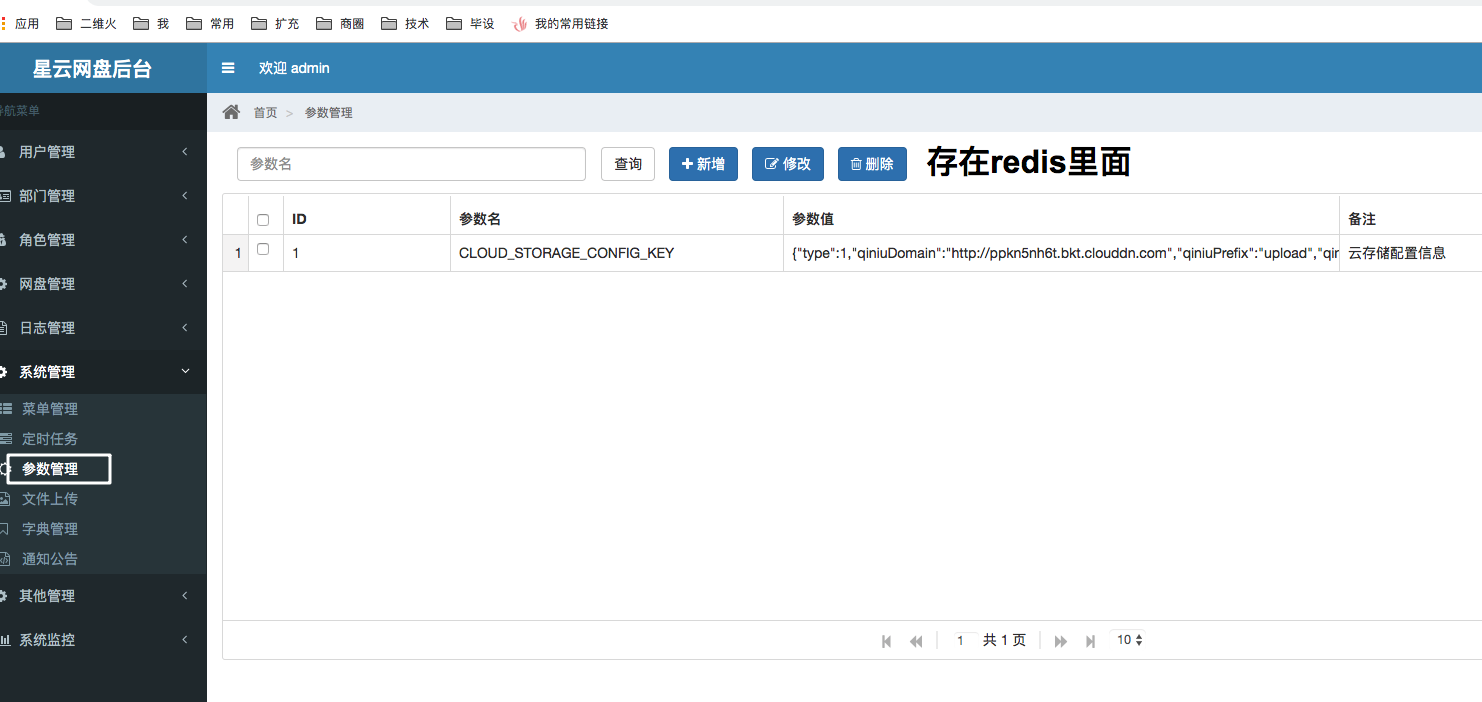 应用 二维火 我 常用 扩充 商圈 技术 毕设 我的常用链接
星云网盘后台 欢迎 admin
导航菜单
首页 > 参数管理
用户管理
部门管理
角色管理
网盘管理
日志管理
系统管理
菜单管理
定时任务
参数管理
文件上传
字典管理
通知公告
其他管理
系统监控
参数名 查询 新增 修改 删除 存在redis里面
ID 参数名 参数值 备注
1 1 CLOUD_STORAGE_CONFIG_KEY {"type":1,"qiniuDomain":"http://ppkn5nh6t.bkt.clouddn.com","qiniuPrefix":"upload","qir 云存储配置信息
1 共 1 页 10